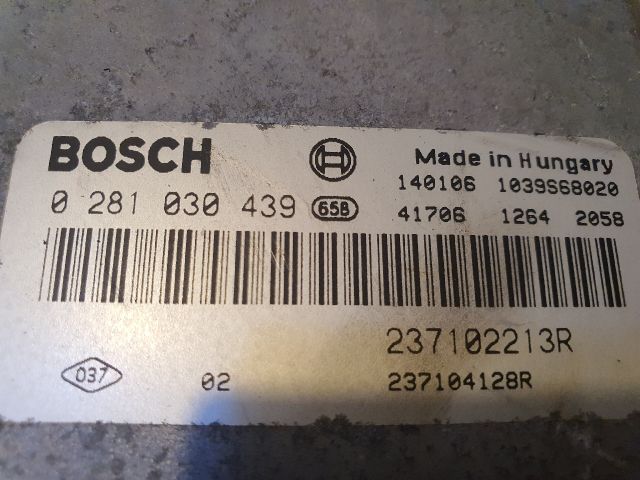 BOSCH Made in Hungary
140106 1039S68020
0 281 030 439 658 41706 1264 2058
237102213R
037 02 237104128R